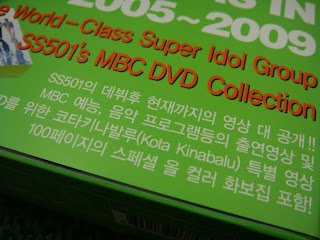 IS IN
2005~2009
e World-Class Super Idol Group
SS501's MBC DVD Collection
SS501의 데뷔후 현재까지의 영상 대 공개!!
MBC 예능, 음악 프로그램등의 출연영상 및
를 위한 코타키나발루(Kota Kinabalu) 특별 영상
100페이지의 스페셜 올 컬러 화보집 포함!